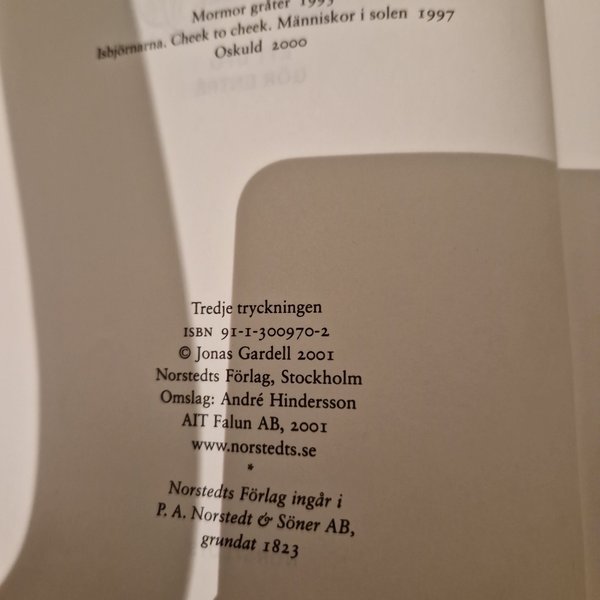 Mormor gråter 1993
Isbjörnarna. Cheek to cheek. Människor i solen 1997
Oskuld 2000
Tredje tryckningen
ISBN 91-1-300970-2
© Jonas Gardell 2001
Norstedts Förlag, Stockholm
Omslag: André Hindersson
AIT Falun AB, 2001
www.norstedts.se
*
Norstedts Förlag ingår i
P. A. Norstedt & Söner AB,
grundat 1823